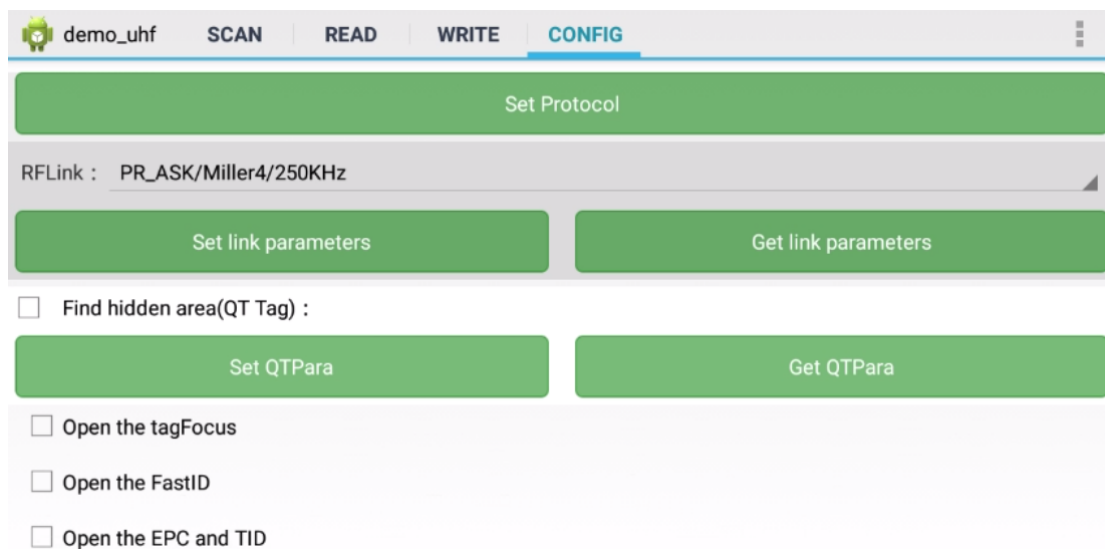 demo_uhf SCAN READ WRITE CONFIG
Set Protocol
RFLink : PR_ASK/Miller4/250KHz
Set link parameters Get link parameters
Find hidden area(QT Tag) :
Set QTPara Get QTPara
Open the tagFocus
Open the FastID
Open the EPC and TID